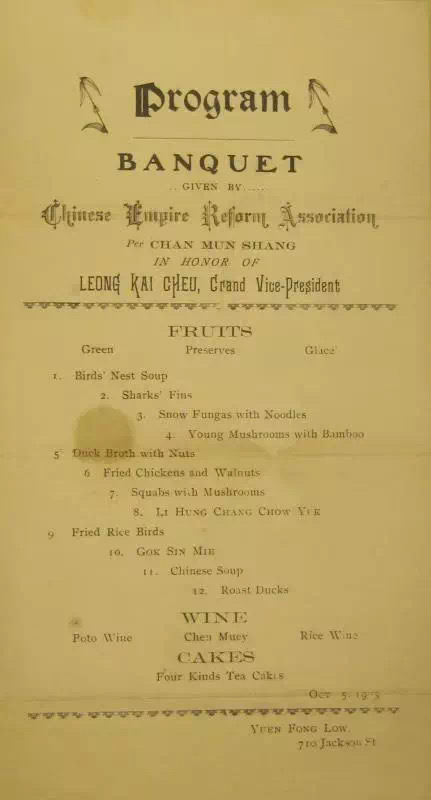 Program
BANQUET
.. GIVEN BY ....
Chinese Empire Reform Association
Per CHAN MUN SHANG
IN HONOR OF
LEONG KAI CHEU, Grand Vice-President
FRUITS
Green Preserves Glace'
1. Birds' Nest Soup
2. Sharks' Fins
3. Snow Fungas with Noodles
4. Young Mushrooms with Bamboo
5 Duck Broth with Nuts
6 Fried Chickens and Walnuts
7. Squabs with Mushrooms
8. LI HUNG CHANG CHOW YUK
9 Fried Rice Birds
10. GOK SIN MIE
11. Chinese Soup
12. Roast Ducks
WINE
Poto Wine Chen Muey Rice Wine
CAKES
Four Kinds Tea Cakes
OCT 5,
YUEN FONG LOW.
710 Jackson St